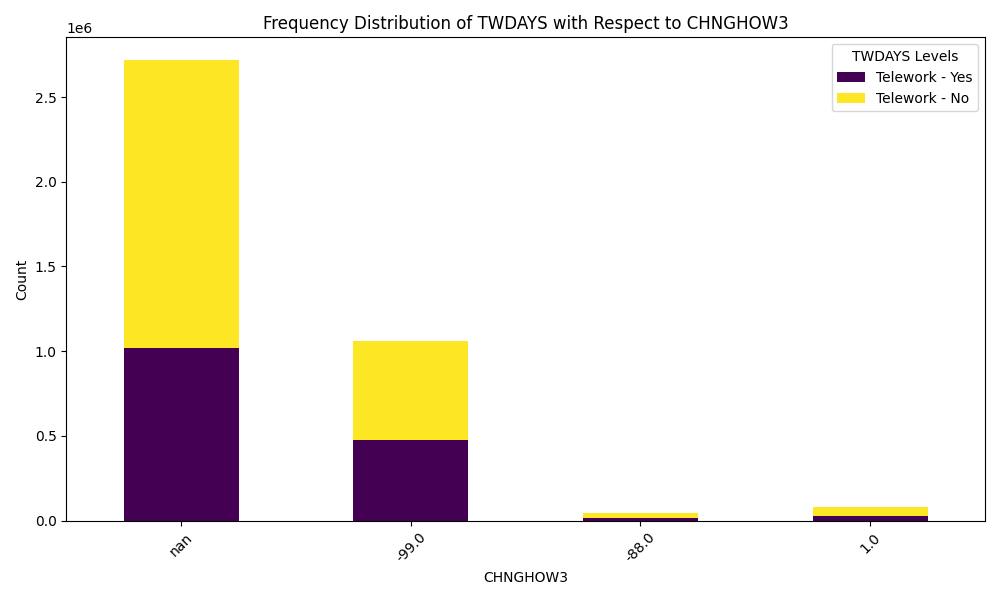 Frequency Distribution of TWDAYS with Respect to CHNGHOW3
1e6
TWDAYS Levels
Telework - Yes
Telework - No
2.5
2.0
1.5
1.0
0.5
0.0
Count
nan
-99.0
-88.0
1.0
CHNGHOW3